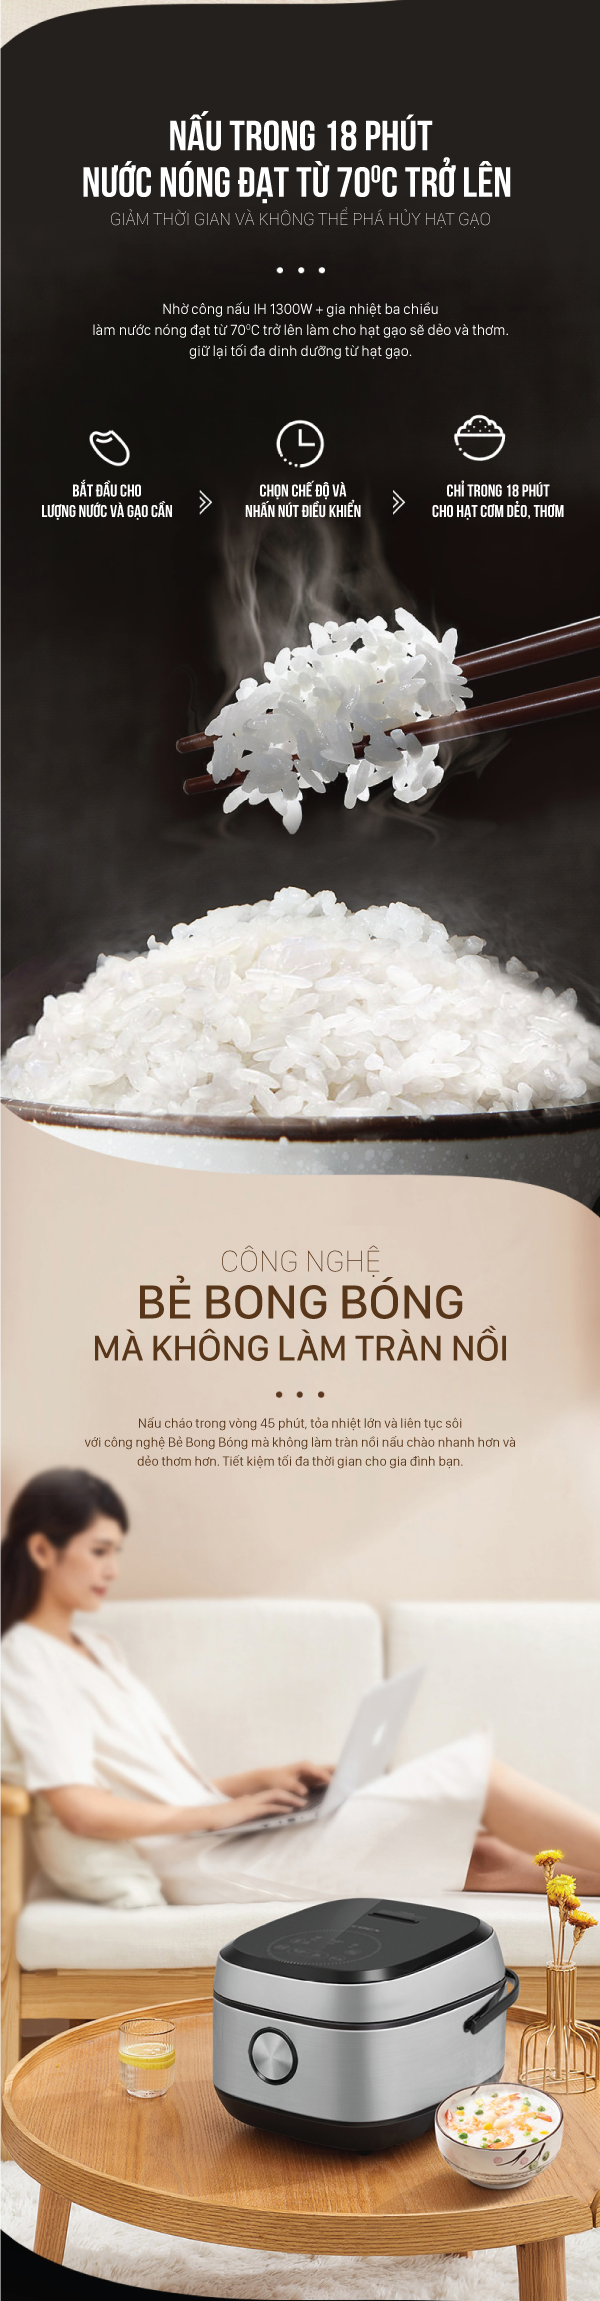 NẤU TRONG 18 PHÚT
NƯỚC NÓNG ĐẠT TỪ 70⁰C TRỞ LÊN
GIẢM THỜI GIAN VÀ KHÔNG THỂ PHÁ HỦY HẠT GẠO
Nhờ công nấu IH 1300W + gia nhiệt ba chiều
làm nước nóng đạt từ 70⁰C trở lên làm cho hạt gạo sẽ dẻo và thơm.
giữ lại tối đa dinh dưỡng từ hạt gạo.
BẮT ĐẦU CHO
LƯỢNG NƯỚC VÀ GẠO CẦN
CHỌN CHẾ ĐỘ VÀ
NHẤN NÚT ĐIỀU KHIỂN
CHỈ TRONG 18 PHÚT
CHO HẠT CƠM DẺO, THƠM
CÔNG NGHỆ
BẺ BONG BÓNG
MÀ KHÔNG LÀM TRÀN NỒI
Nấu cháo trong vòng 45 phút, tỏa nhiệt lớn và liên tục sôi
với công nghệ Bẻ Bong Bóng mà không làm tràn nồi nấu chào nhanh hơn và
dẻo thơm hơn. Tiết kiệm tối đa thời gian cho gia đình bạn.